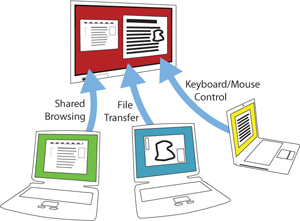 Shared
Browsing
File
Transfer
Keyboard/Mouse
Control